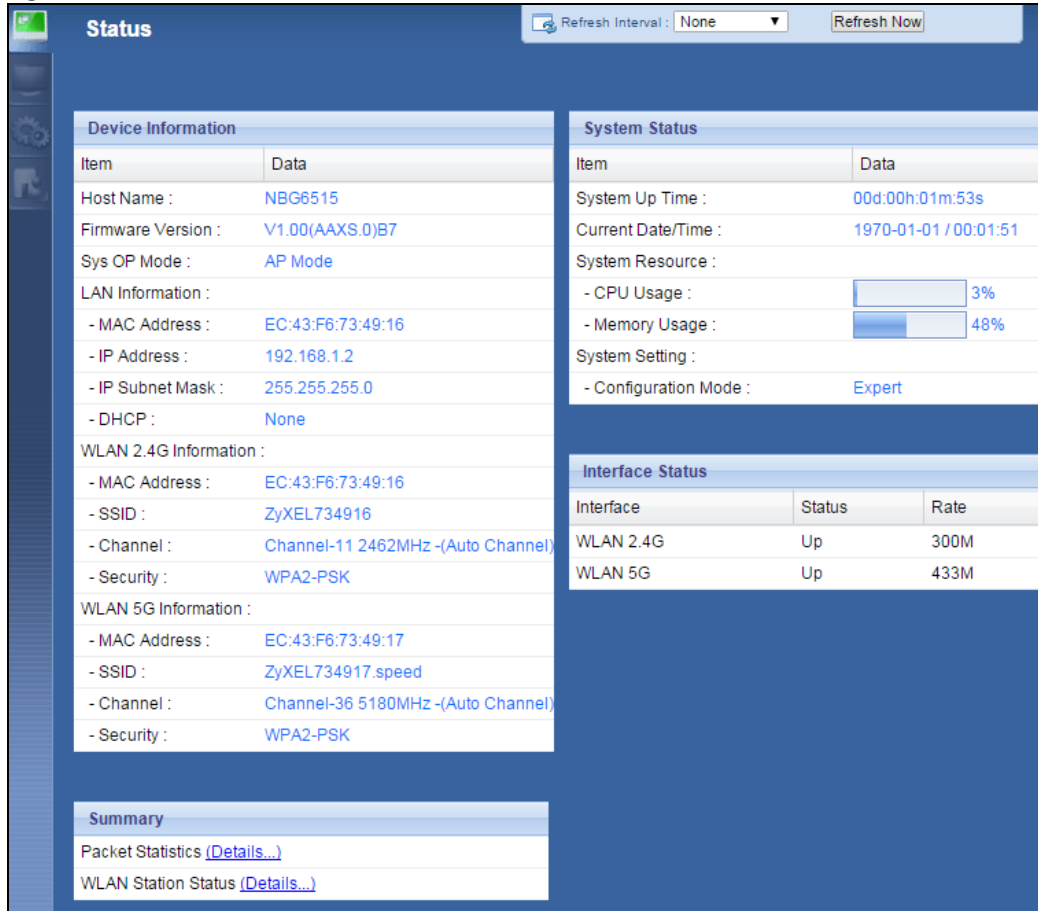 Status
Refresh Interval : None
Refresh Now
Device Information
Item Data
Host Name : NBG6515
Firmware Version : V1.00(AAXS.0)B7
Sys OP Mode : AP Mode
LAN Information :
- MAC Address : EC:43:F6:73:49:16
- IP Address : 192.168.1.2
- IP Subnet Mask : 255.255.255.0
- DHCP : None
WLAN 2.4G Information :
- MAC Address : EC:43:F6:73:49:16
- SSID : ZyXEL734916
- Channel : Channel-11 2462MHz -(Auto Channel)
- Security : WPA2-PSK
WLAN 5G Information :
- MAC Address : EC:43:F6:73:49:17
- SSID : ZyXEL734917.speed
- Channel : Channel-36 5180MHz -(Auto Channel)
- Security : WPA2-PSK
Summary
Packet Statistics (Details...)
WLAN Station Status (Details...)
System Status
Item Data
System Up Time : 00d:00h:01m:53s
Current Date/Time : 1970-01-01 / 00:01:51
System Resource :
- CPU Usage : 3%
- Memory Usage : 48%
System Setting :
- Configuration Mode : Expert
Interface Status
Interface Status Rate
WLAN 2.4G Up 300M
WLAN 5G Up 433M